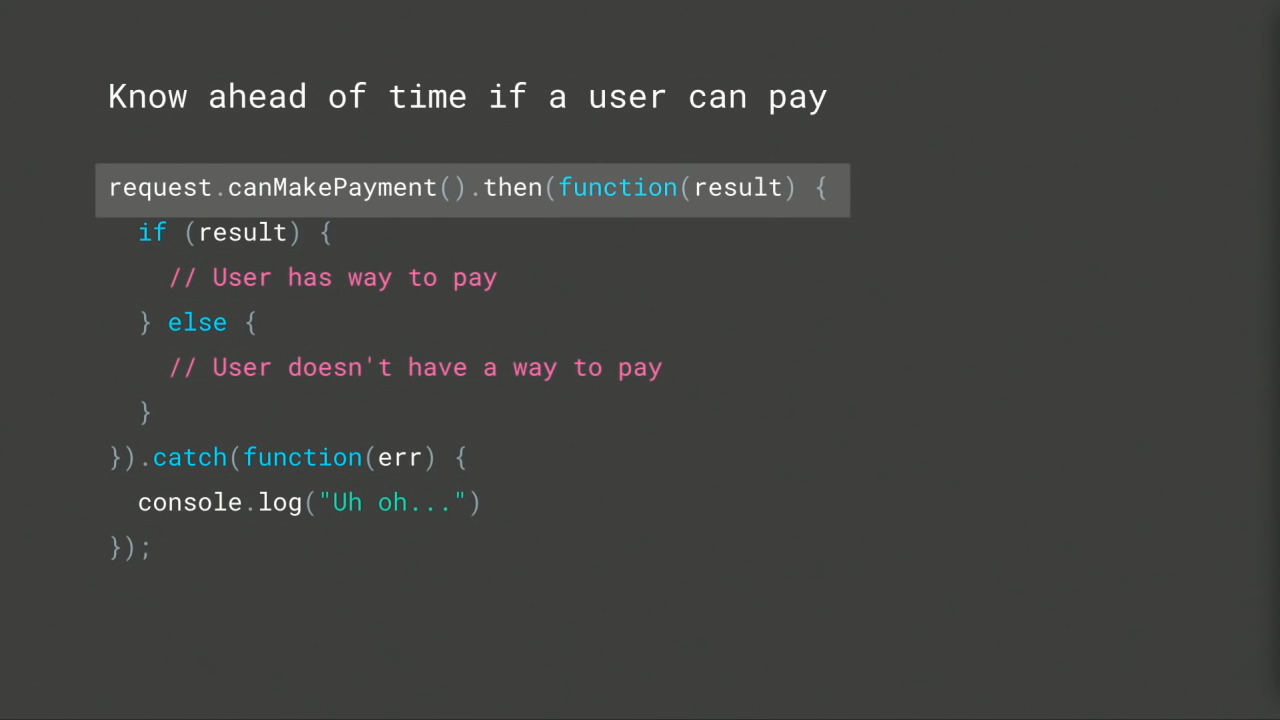 Know ahead of time if a user can pay
request.canMakePayment().then(function(result) {
  if (result) {
    // User has way to pay
  } else {
    // User doesn't have a way to pay
  }
}).catch(function(err) {
  console.log("Uh oh...")
});